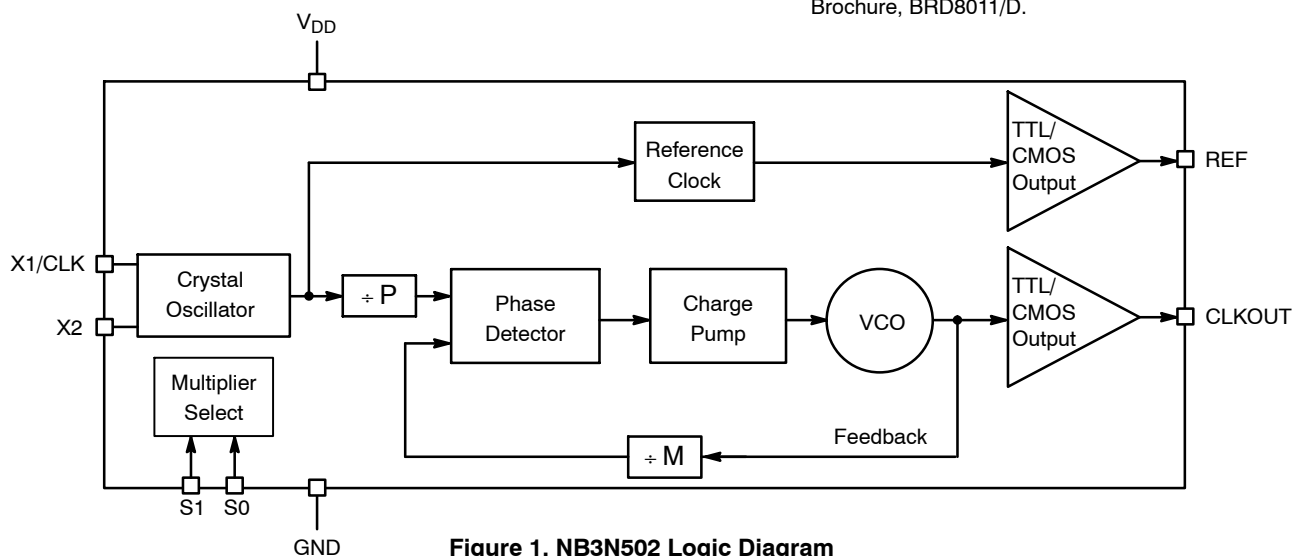 Brochure, BRD8011/D.
VDD
TTL/
CMOS
Output
REF
Reference
Clock
X1/CLK
X2
Crystal
Oscillator
÷ P
Phase
Detector
Charge
Pump
VCO
TTL/
CMOS
Output
CLKOUT
Multiplier
Select
Feedback
÷ M
S1 S0
GND
Figure 1. NB3N502 Logic Diagram